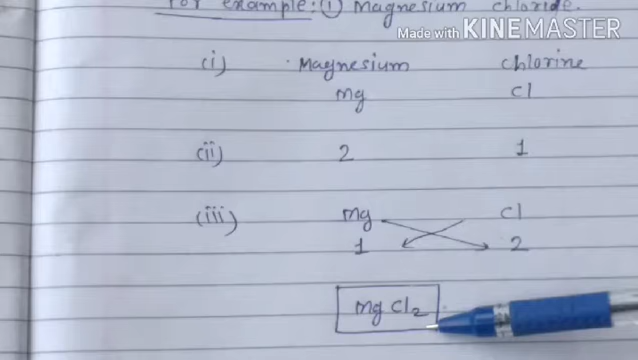 For example: (1) Magnesium chloride.
Made with KINEMASTER
(i) Magnesium chlorine
Mg Cl
(ii) 2 1
(iii) Mg Cl
1 2
Mg Cl₂